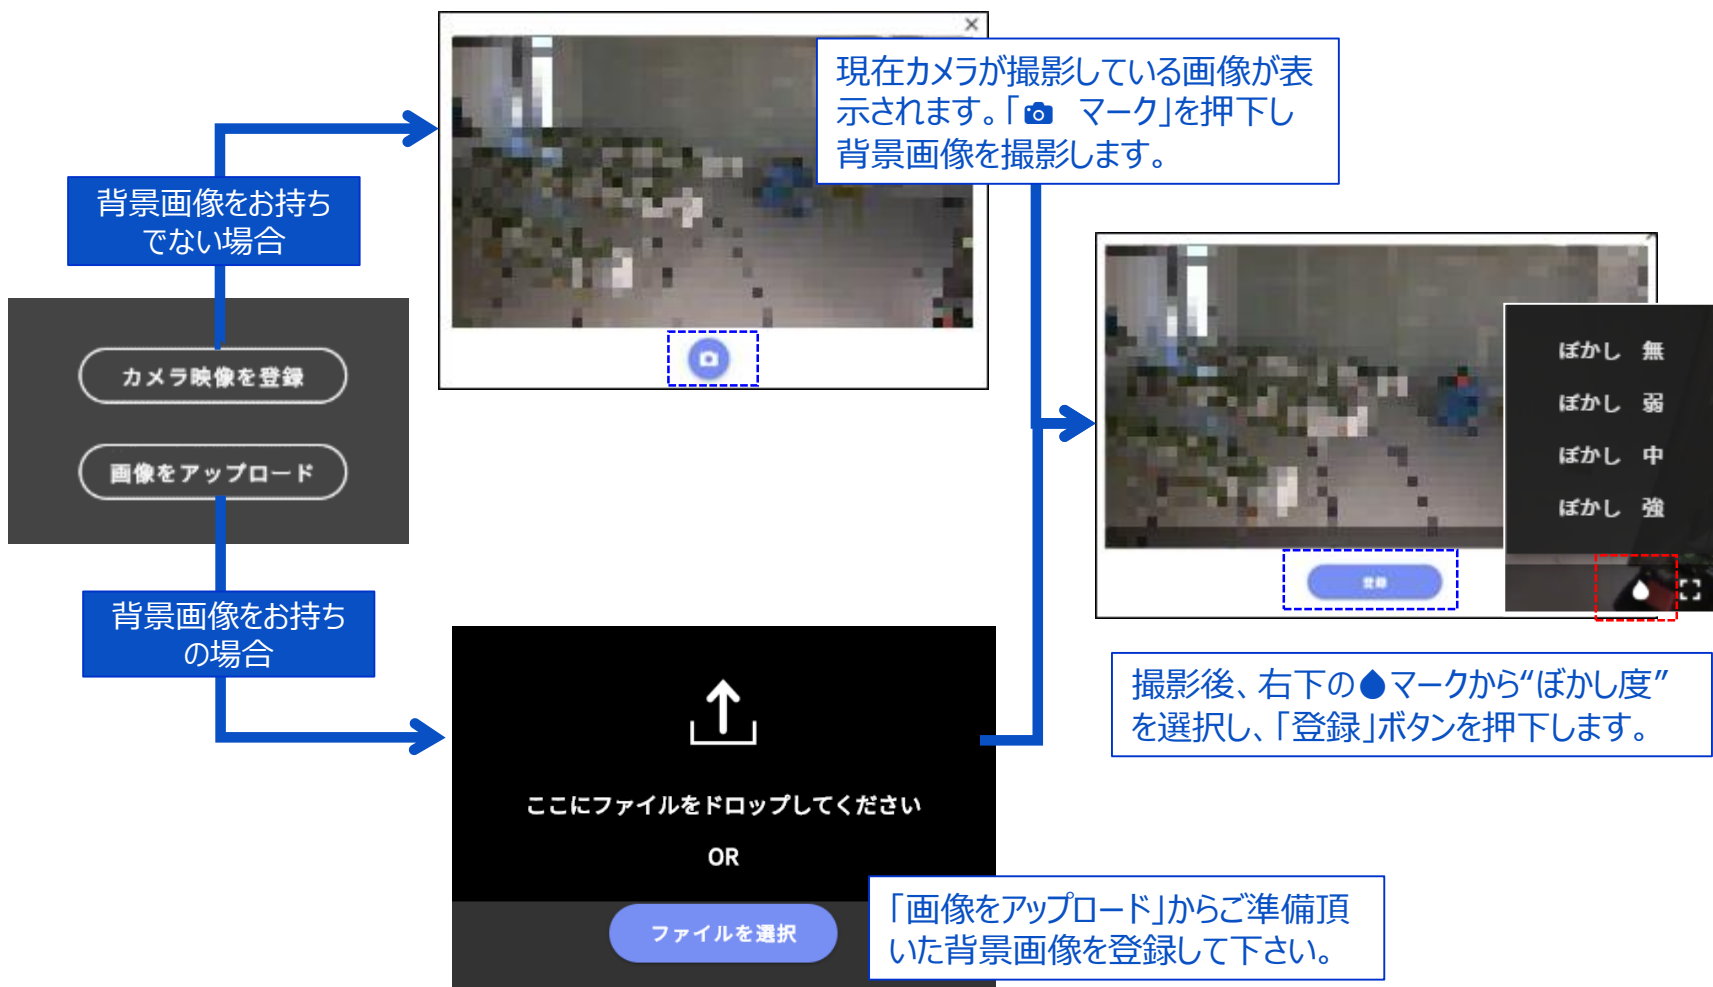 現在カメラが撮影している画像が表
示されます。「 マーク」を押下し
背景画像を撮影します。
背景画像をお持ち
でない場合
カメラ映像を登録
画像をアップロード
背景画像をお持ち
の場合
ぼかし 無
ぼかし 弱
ぼかし 中
ぼかし 強
登録
撮影後、右下の マークから“ぼかし度”
を選択し、「登録」ボタンを押下します。
ここにファイルをドロップしてください
OR
ファイルを選択
「画像をアップロード」からご準備頂
いた背景画像を登録して下さい。